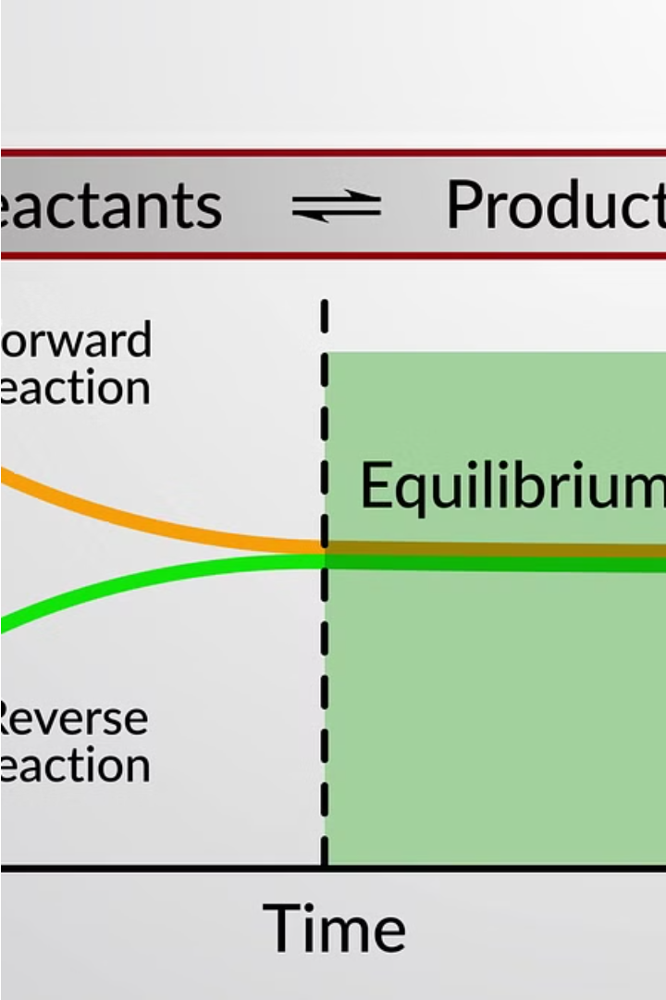 eactants ⇌ Product
orward
eaction
Equilibrium
Reverse
eaction
Time